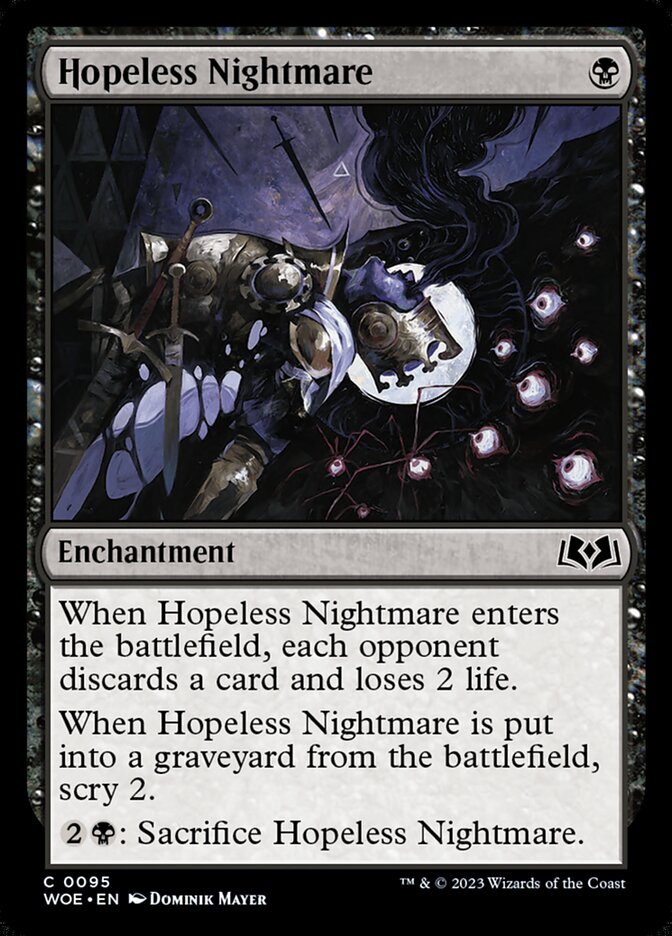 Hopeless Nightmare
Enchantment
When Hopeless Nightmare enters
the battlefield, each opponent
discards a card and loses 2 life.
When Hopeless Nightmare is put
into a graveyard from the battlefield,
scry 2.
2 : Sacrifice Hopeless Nightmare.
C 0095
WOE • EN DOMINIK MAYER
™ & © 2023 Wizards of the Coast